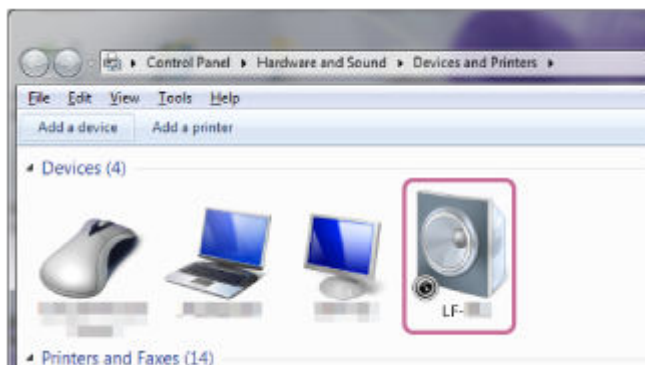 Control Panel ▸ Hardware and Sound ▸ Devices and Printers ▸
File Edit View Tools Help
Add a device Add a printer
Devices (4)
LF-
Printers and Faxes (14)